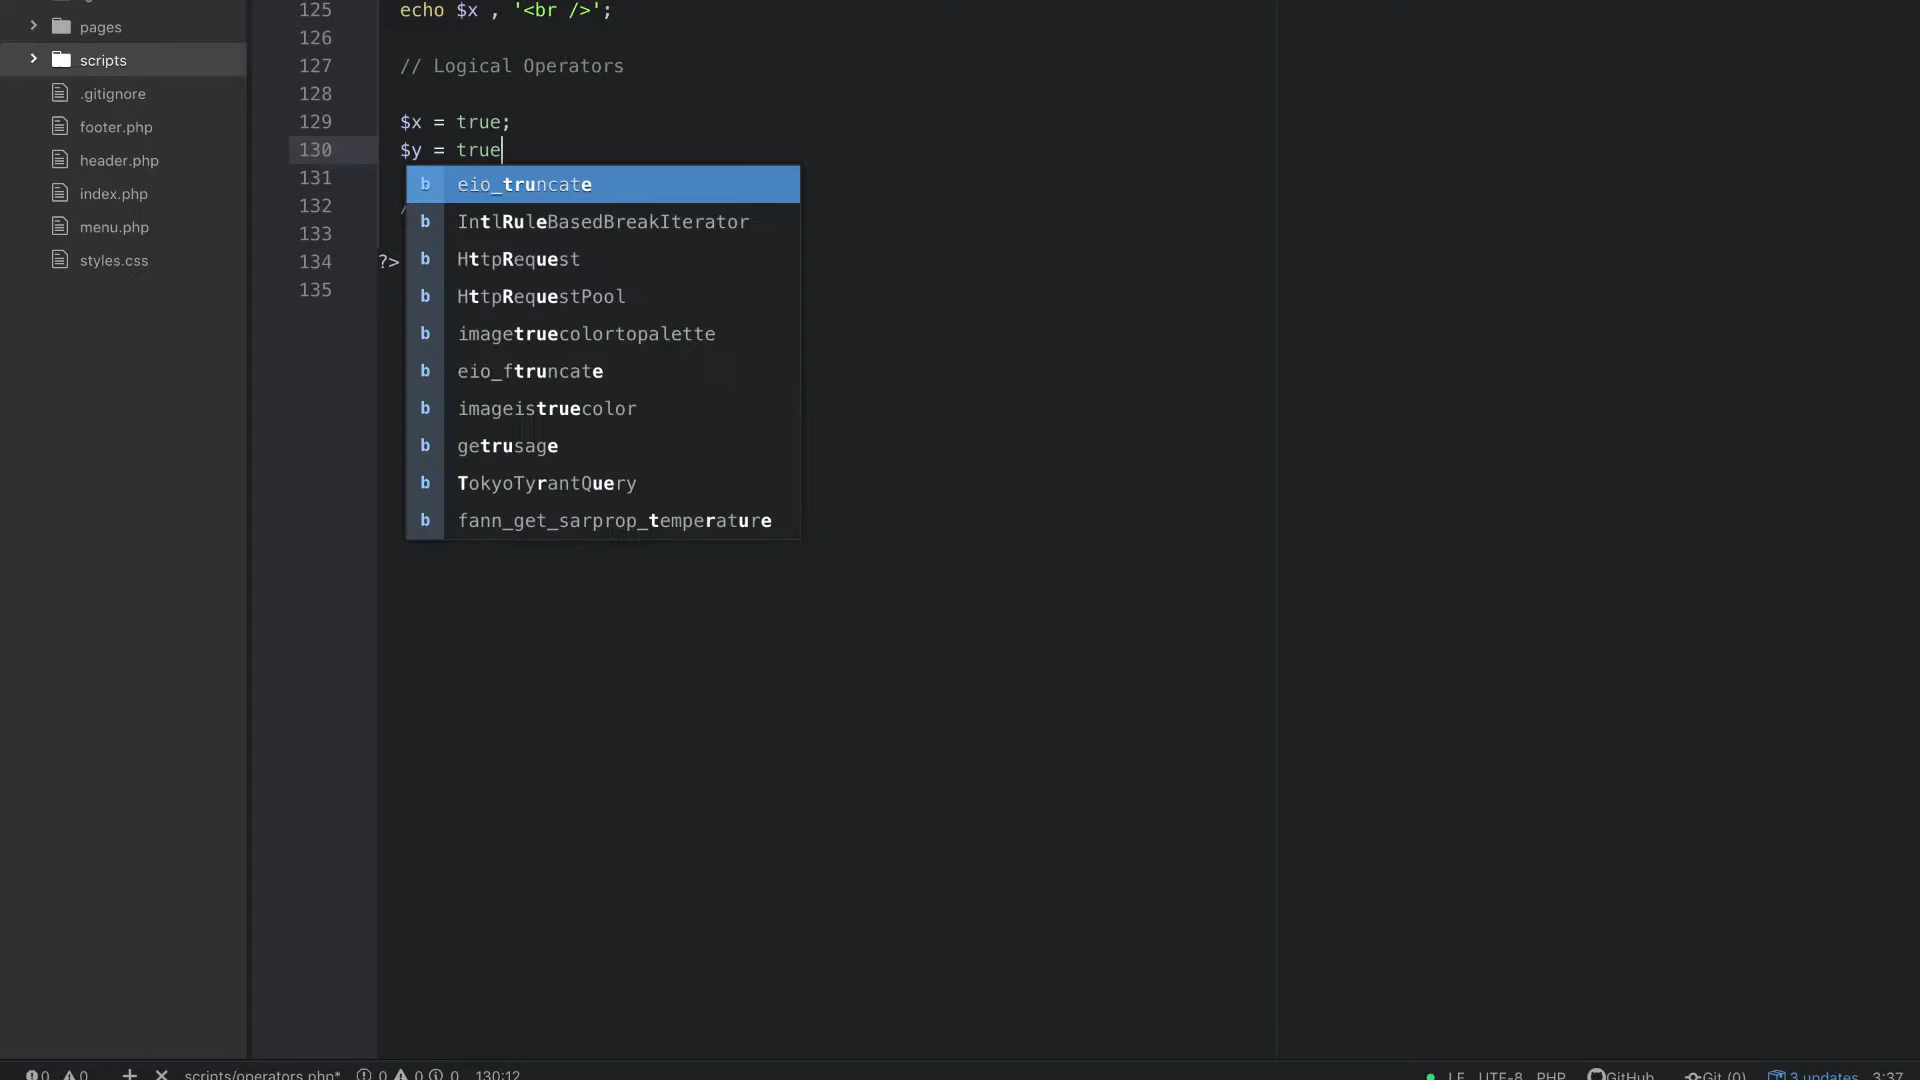 pages
scripts
.gitignore
footer.php
header.php
index.php
menu.php
styles.css
125 echo $x , '<br />';
126
127 // Logical Operators
128
129 $x = true;
130 $y = true
131
132 /
133
134 ?>
135
b eio_truncate
b IntlRuleBasedBreakIterator
b HttpRequest
b HttpRequestPool
b imagetruecolortopalette
b eio_ftruncate
b imageistruecolor
b getrusage
b TokyoTyrantQuery
b fann_get_sarprop_temperature
0 0 + scripts/operators.php* 0 0 0 130:12 LF UTF-8 PHP GitHub Git (0) 3 updates 3:37